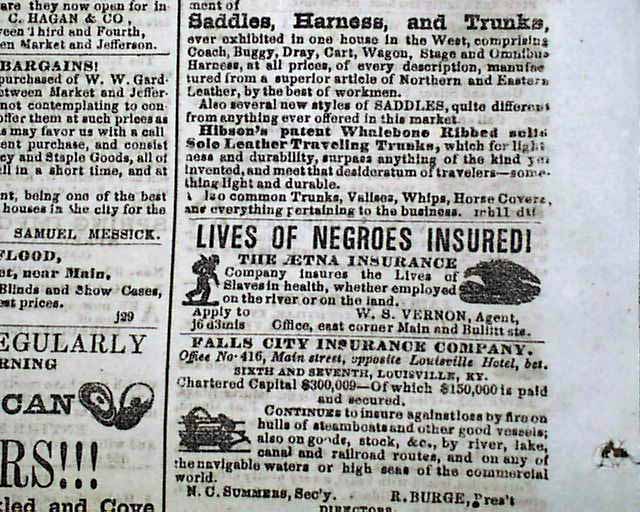 are they now open for in-
C. HAGAN & CO,
ween Third and Fourth,
en Market and Jefferson.
BARGAINS!
purchased of W. W. Gard-
etween Market and Jeffer-
not contemplating to con
offer them at such prices as
s may favor us with a call
ent purchase, and consist
cy and Staple Goods, all of
ll in a short time, and at
nt, being one of the best
houses in the city for the
SAMUEL MESSICK.
FLOOD,
et, near Main,
Blinds and Show Cases,
est prices.
j29
EGULARLY
RNING
CAN
RS!!!
kled and Cove
ment of
Saddles, Harness, and Trunks,
ever exhibited in one house in the West, comprising
Coach, Buggy, Dray, Cart, Wagon, Stage and Omnibus
Harness, at all prices, of every description, manufac
tured from a superior article of Northern and Eastern
Leather, by the best of workmen.
Also several new styles of SADDLES, quite different
from anything ever offered in this market.
Hibson's patent Whalebone Ribbed solid
Sole Leather Traveling Trunks, which for light
ness and durability, surpass anything of the kind yet
invented, and meet that desideratum of travelers—some-
thing light and durable.
Also common Trunks, Valises, Whips, Horse Covers,
and everything pertaining to the business. mh11 dtf
LIVES OF NEGROES INSURED!
THE ÆTNA INSURANCE
Company insures the Lives of
Slaves in health, whether employed
on the river or on the land.
Apply to W. S. VERNON, Agent,
j6 d3mis Office, east corner Main and Bullitt sts.
FALLS CITY INSURANCE COMPANY.
Office No. 416, Main street, opposite Louisville Hotel, bet.
SIXTH AND SEVENTH, LOUISVILLE, KY.
Chartered Capital $300,000—Of which $150,000 is paid
and secured.
CONTINUES to insure against loss by fire on
hulls of steamboats and other good vessels;
also on goods, stock, &c., by river, lake,
canal and railroad routes, and on any of
the navigable waters or high seas of the commercial
world.
N. C. SUMMERS, Sec'y. R. BURGE, Pres't
DIRECTORS.